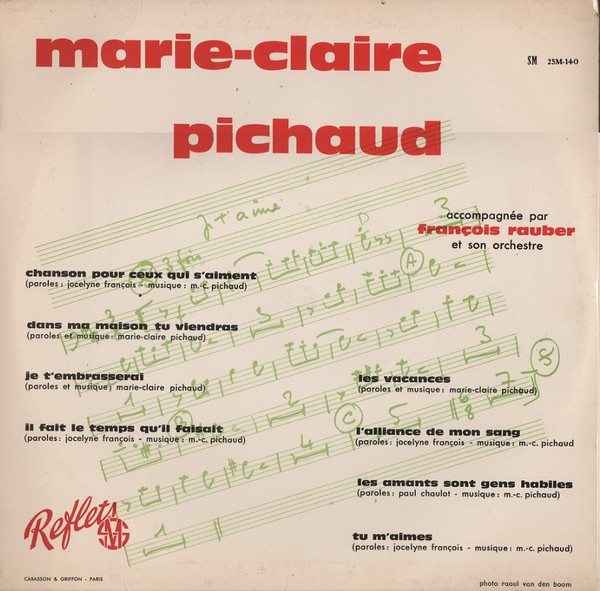 marie-claire
SM 25M-140
pichaud
j t'aime
accompagnée par
françois rauber
et son orchestre
3 fois
chanson pour ceux qui s'aiment
(paroles : jocelyne françois - musique : m.-c. pichaud)
dans ma maison tu viendras
(paroles et musique : marie-claire pichaud)
je t'embrasserai
(paroles et musique : marie-claire pichaud)
il fait le temps qu'il faisait
(paroles : jocelyne françois - musique : m.-c. pichaud)
les vacances
(paroles et musique : marie-claire pichaud)
l'alliance de mon sang
(paroles : jocelyne françois - musique : m.-c. pichaud
les amants sont gens habiles
(paroles : paul chaulot - musique : m.-c. pichaud)
tu m'aimes
(paroles : jocelyne françois - musique : m.-c. pichaud)
Reflets SM
CABASSON & GRIFFON - PARIS
photo raoul van den boom